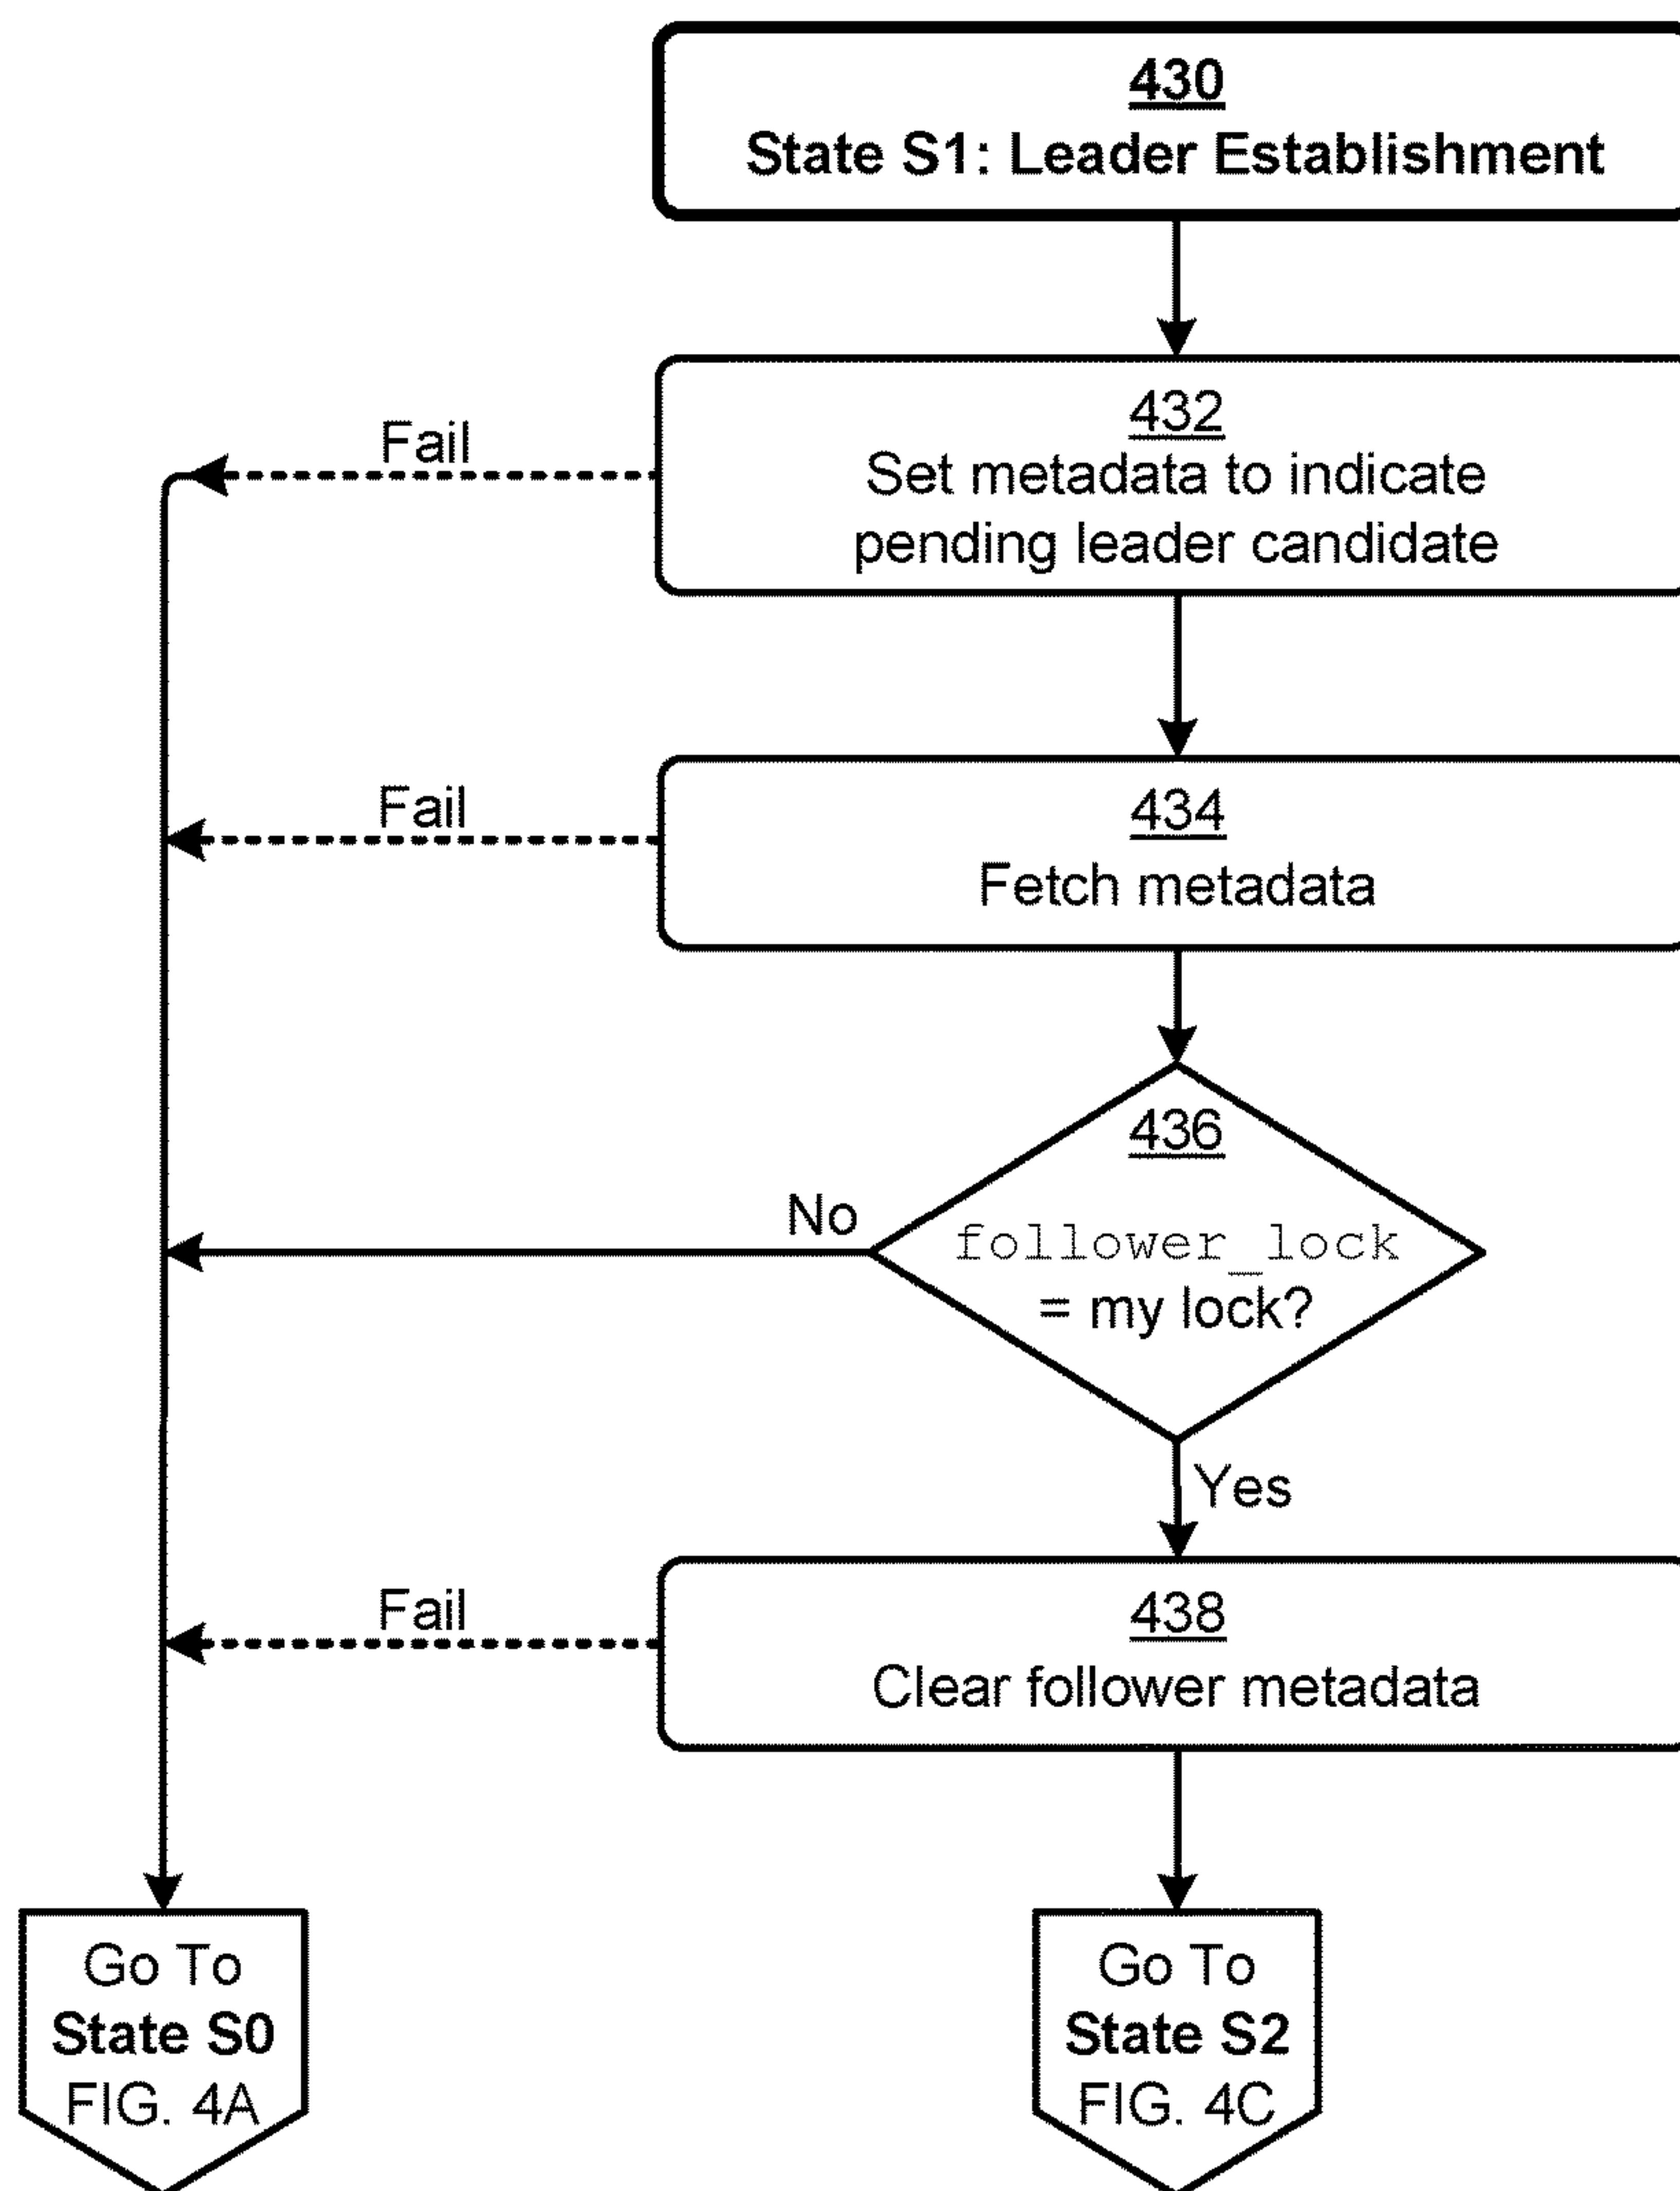 430
State S1: Leader Establishment
432
Set metadata to indicate
pending leader candidate
Fail
434
Fetch metadata
Fail
436
follower_lock
= my lock?
No
Yes
438
Clear follower metadata
Fail
Go To
State S0
FIG. 4A
Go To
State S2
FIG. 4C